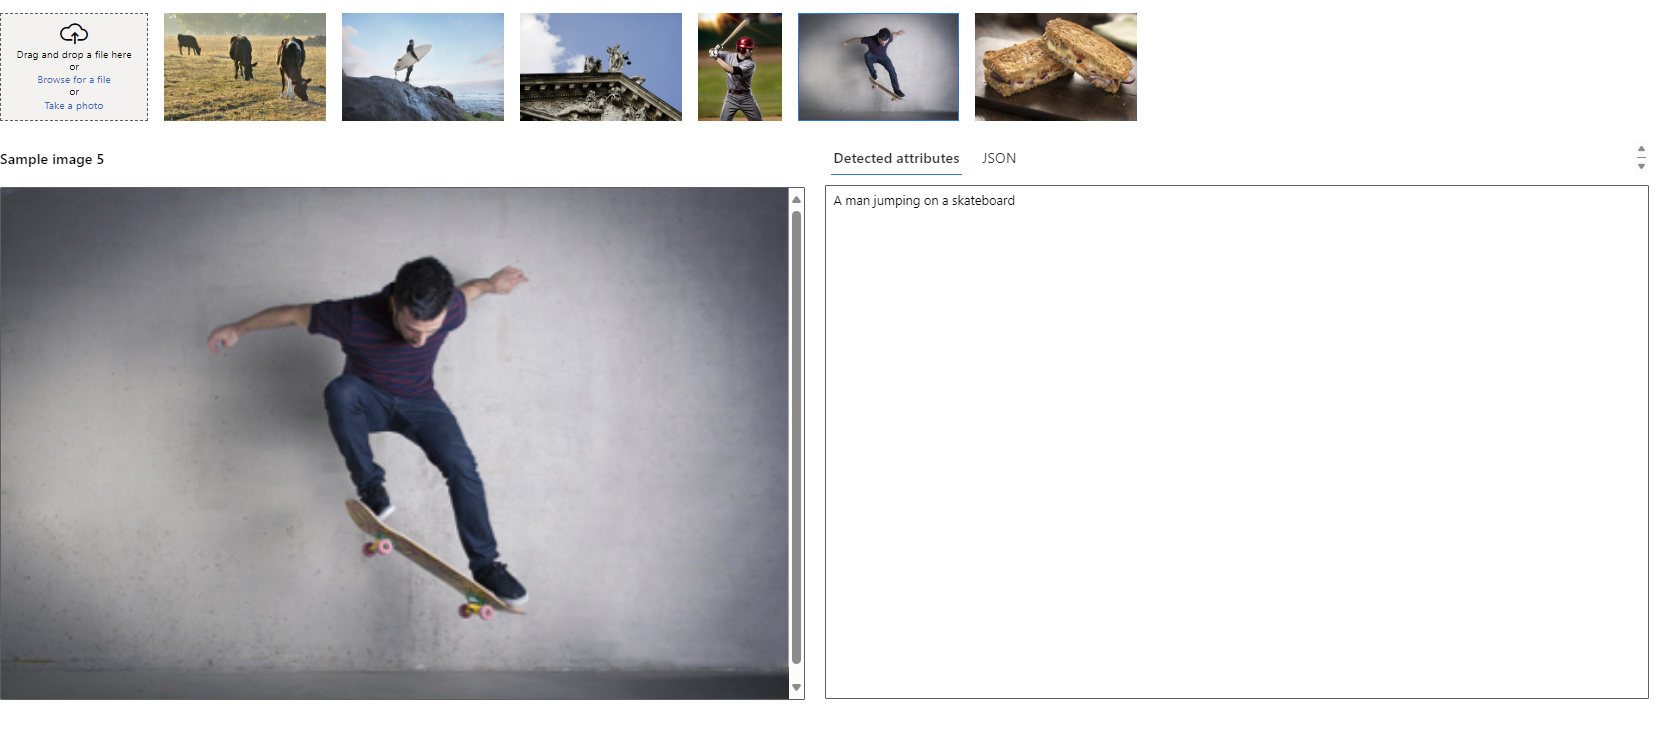 Drag and drop a file here
or
Browse for a file
or
Take a photo
Sample image 5
Detected attributes
JSON
A man jumping on a skateboard